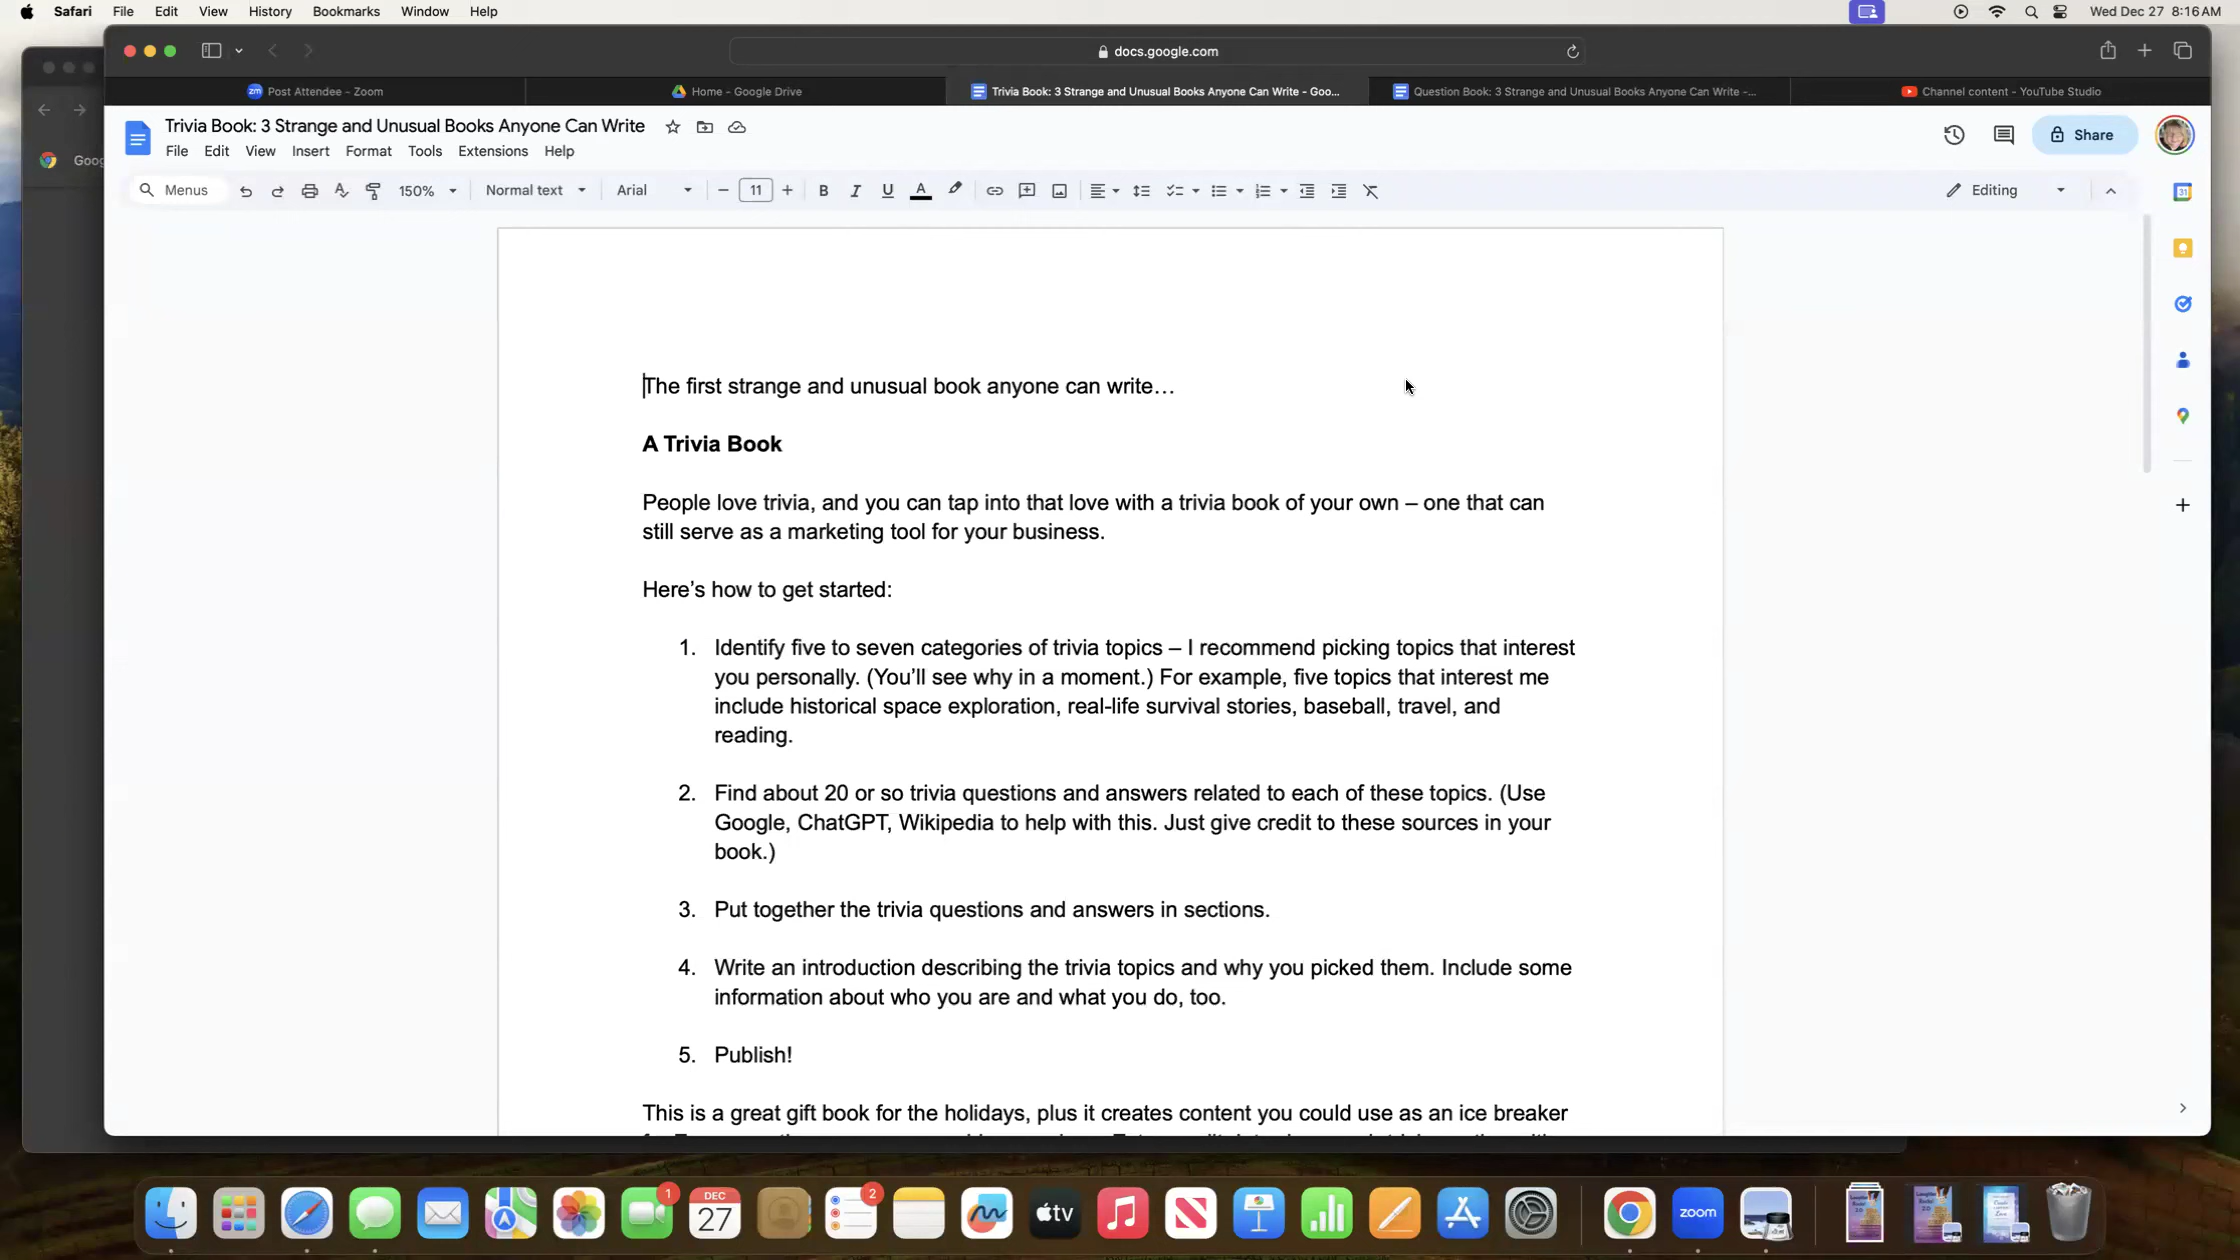 Safari File Edit View History Bookmarks Window Help
Wed Dec 27 8:16 AM
docs.google.com
Post Attendee - Zoom
Home - Google Drive
Trivia Book: 3 Strange and Unusual Books Anyone Can Write - Goo...
Question Book: 3 Strange and Unusual Books Anyone Can Write -...
Channel content - YouTube Studio
Trivia Book: 3 Strange and Unusual Books Anyone Can Write
Share
Goog
File Edit View Insert Format Tools Extensions Help
Menus 150% Normal text Arial 11 B I U A Editing
31
The first strange and unusual book anyone can write…
A Trivia Book
People love trivia, and you can tap into that love with a trivia book of your own – one that can
still serve as a marketing tool for your business.
Here’s how to get started:
1. Identify five to seven categories of trivia topics – I recommend picking topics that interest
you personally. (You’ll see why in a moment.) For example, five topics that interest me
include historical space exploration, real-life survival stories, baseball, travel, and
reading.
2. Find about 20 or so trivia questions and answers related to each of these topics. (Use
Google, ChatGPT, Wikipedia to help with this. Just give credit to these sources in your
book.)
3. Put together the trivia questions and answers in sections.
4. Write an introduction describing the trivia topics and why you picked them. Include some
information about who you are and what you do, too.
5. Publish!
This is a great gift book for the holidays, plus it creates content you could use as an ice breaker
1
DEC
27
2
tv
zoom